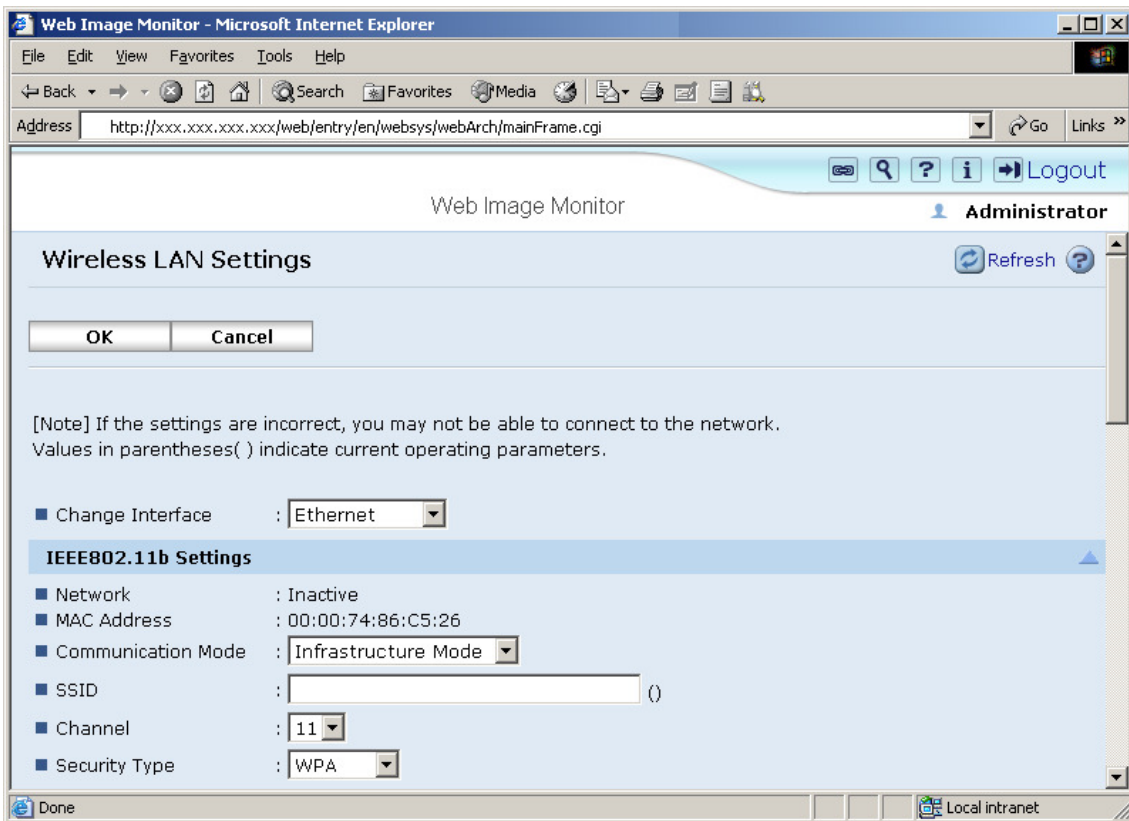 Web Image Monitor - Microsoft Internet Explorer
File Edit View Favorites Tools Help
Back Search Favorites Media
Address http://xxx.xxx.xxx.xxx/web/entry/en/websys/webArch/mainFrame.cgi Go Links »
? i Logout
Web Image Monitor
Administrator
Wireless LAN Settings Refresh ?
OK Cancel
[Note] If the settings are incorrect, you may not be able to connect to the network.
Values in parentheses( ) indicate current operating parameters.
Change Interface : Ethernet
IEEE802.11b Settings
Network : Inactive
MAC Address : 00:00:74:86:C5:26
Communication Mode : Infrastructure Mode
SSID : ()
Channel : 11
Security Type : WPA
Done Local intranet